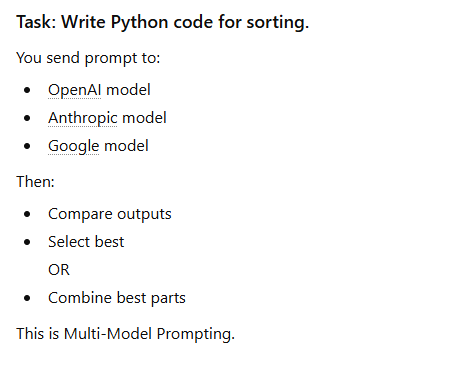 Task: Write Python code for sorting.
You send prompt to:
• OpenAI model
• Anthropic model
• Google model
Then:
• Compare outputs
• Select best
OR
• Combine best parts
This is Multi-Model Prompting.